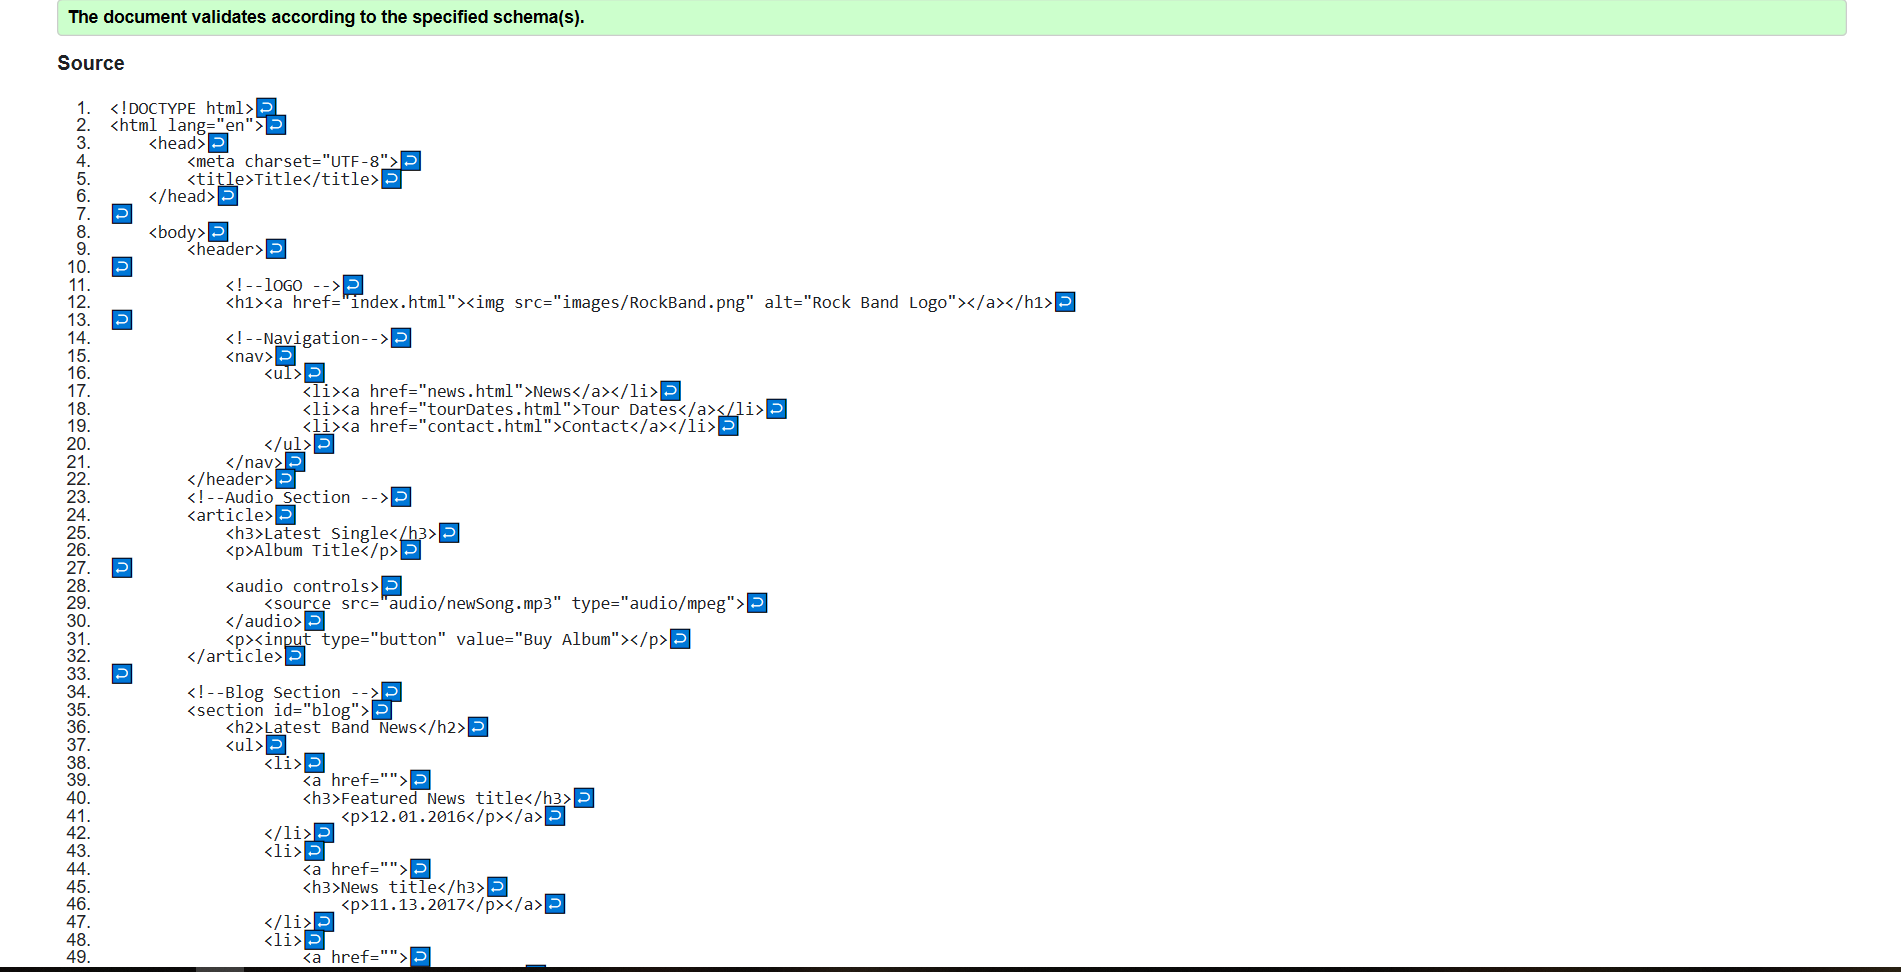 The document validates according to the specified schema(s).
Source
1. <!DOCTYPE html>
2. <html lang="en">
3. <head>
4. <meta charset="UTF-8">
5. <title>Title</title>
6. </head>
7.
8. <body>
9. <header>
10.
11. <!--lOGO -->
12. <h1><a href="index.html"><img src="images/RockBand.png" alt="Rock Band Logo"></a></h1>
13.
14. <!--Navigation-->
15. <nav>
16. <ul>
17. <li><a href="news.html">News</a></li>
18. <li><a href="tourDates.html">Tour Dates</a></li>
19. <li><a href="contact.html">Contact</a></li>
20. </ul>
21. </nav>
22. </header>
23. <!--Audio Section -->
24. <article>
25. <h3>Latest Single</h3>
26. <p>Album Title</p>
27.
28. <audio controls>
29. <source src="audio/newSong.mp3" type="audio/mpeg">
30. </audio>
31. <p><input type="button" value="Buy Album"></p>
32. </article>
33.
34. <!--Blog Section -->
35. <section id="blog">
36. <h2>Latest Band News</h2>
37. <ul>
38. <li>
39. <a href="">
40. <h3>Featured News title</h3>
41. <p>12.01.2016</p></a>
42. </li>
43. <li>
44. <a href="">
45. <h3>News title</h3>
46. <p>11.13.2017</p></a>
47. </li>
48. <li>
49. <a href="">